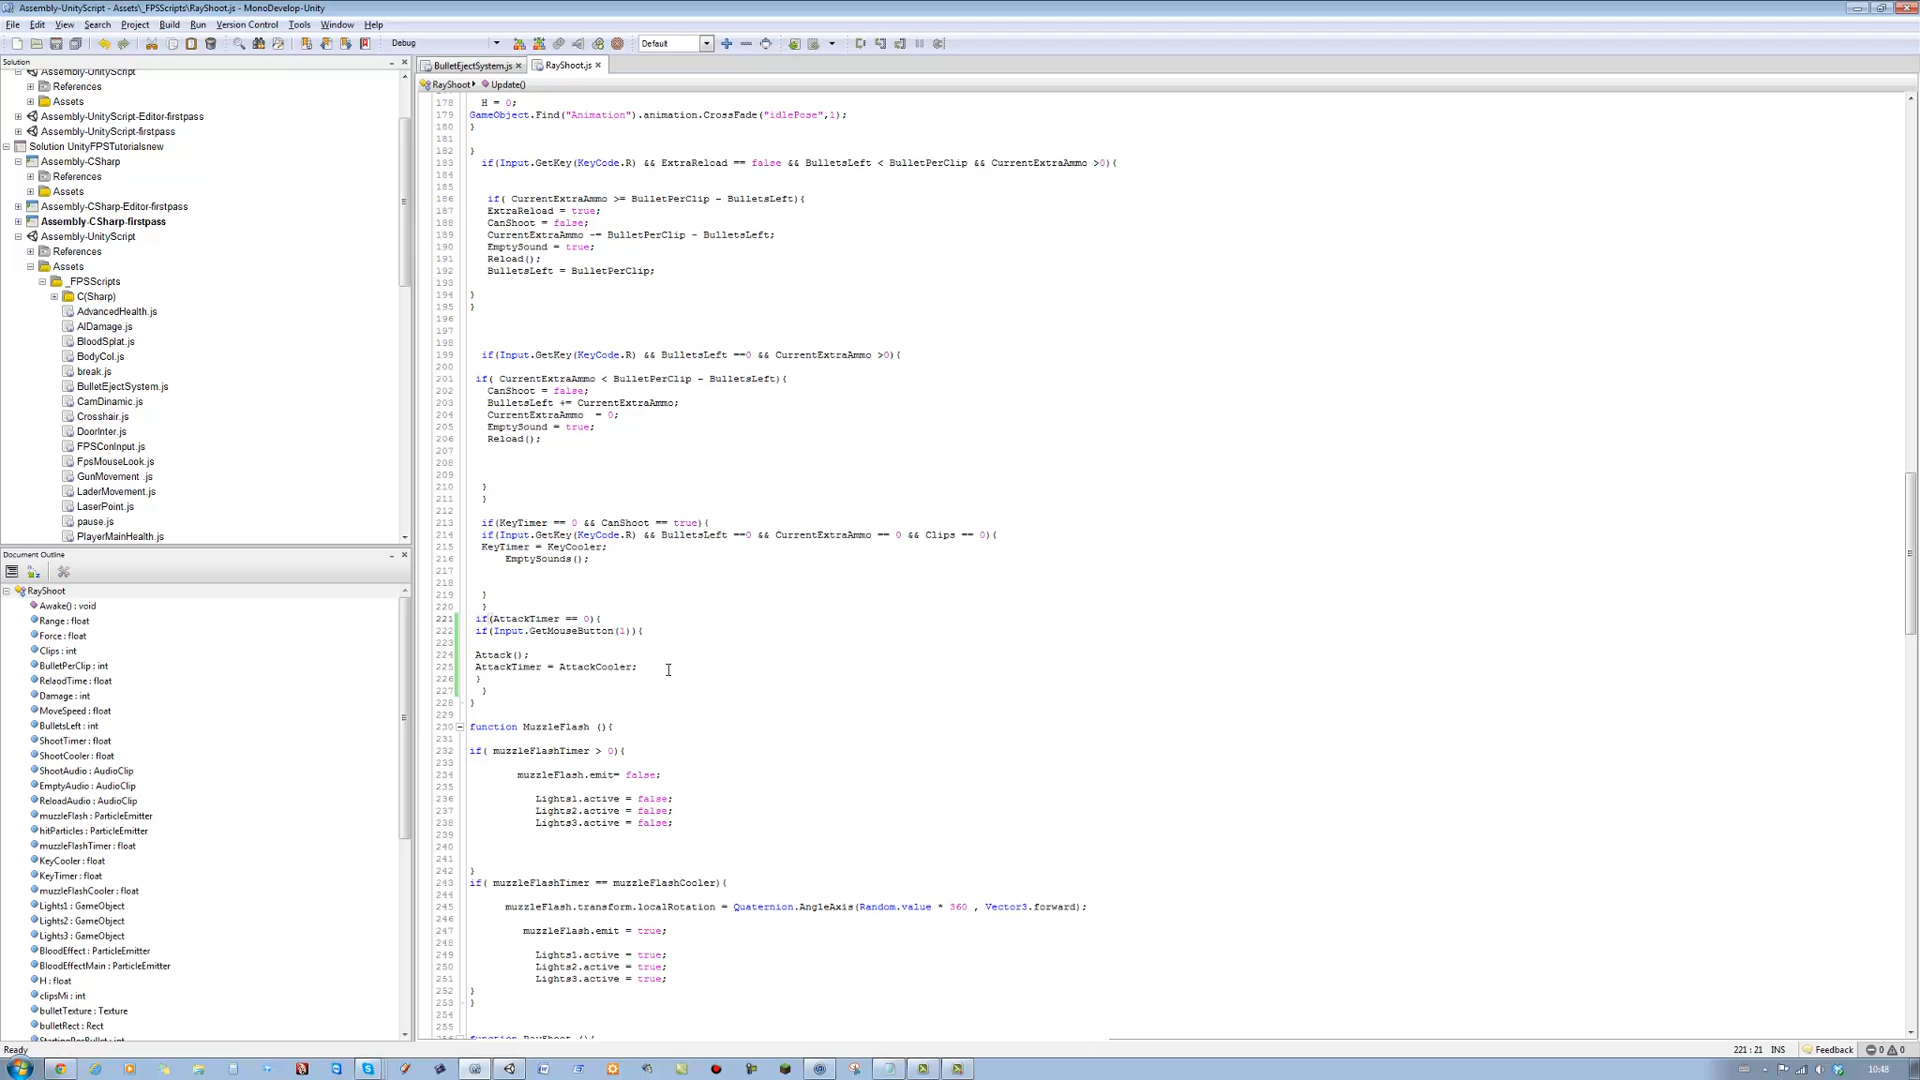 Assembly-UnityScript - Assets\_FPSScripts\RayShoot.js - MonoDevelop-Unity
File Edit View Search Project Build Run Version Control Tools Window Help
Debug Default
Solution
Assembly-UnityScript
References
Assets
Assembly-UnityScript-Editor-firstpass
Assembly-UnityScript-firstpass
Solution UnityFPSTutorialsnew
Assembly-CSharp
References
Assets
Assembly-CSharp-Editor-firstpass
Assembly-CSharp-firstpass
Assembly-UnityScript
References
Assets
_FPSScripts
C(Sharp)
AdvancedHealth.js
AIDamage.js
BloodSplat.js
BodyCol.js
break.js
BulletEjectSystem.js
CamDinamic.js
Crosshair.js
DoorInter.js
FPSConInput.js
FpsMouseLook.js
GunMovement .js
LaderMovement.js
LaserPoint.js
pause.js
PlayerMainHealth.js
Document Outline
RayShoot
Awake() : void
Range : float
Force : float
Clips : int
BulletPerClip : int
RelaodTime : float
Damage : int
MoveSpeed : float
BulletsLeft : int
ShootTimer : float
ShootCooler : float
ShootAudio : AudioClip
EmptyAudio : AudioClip
ReloadAudio : AudioClip
muzzleFlash : ParticleEmitter
hitParticles : ParticleEmitter
muzzleFlashTimer : float
KeyCooler : float
KeyTimer : float
muzzleFlashCooler : float
Lights1 : GameObject
Lights2 : GameObject
Lights3 : GameObject
BloodEffect : ParticleEmitter
BloodEffectMain : ParticleEmitter
H : float
clipsMi : int
bulletTexture : Texture
bulletRect : Rect
BulletEjectSystem.js RayShoot.js
RayShoot Update()
178 H = 0;
179 GameObject.Find("Animation").animation.CrossFade("idlePose",1);
180 }
181
182 }
183 if(Input.GetKey(KeyCode.R) && ExtraReload == false && BulletsLeft < BulletPerClip && CurrentExtraAmmo >0){
184
185
186 if( CurrentExtraAmmo >= BulletPerClip - BulletsLeft){
187 ExtraReload = true;
188 CanShoot = false;
189 CurrentExtraAmmo -= BulletPerClip - BulletsLeft;
190 EmptySound = true;
191 Reload();
192 BulletsLeft = BulletPerClip;
193
194 }
195 }
196
197
198
199 if(Input.GetKey(KeyCode.R) && BulletsLeft ==0 && CurrentExtraAmmo >0){
200
201 if( CurrentExtraAmmo < BulletPerClip - BulletsLeft){
202 CanShoot = false;
203 BulletsLeft += CurrentExtraAmmo;
204 CurrentExtraAmmo = 0;
205 EmptySound = true;
206 Reload();
207
208
209
210 }
211 }
212
213 if(KeyTimer == 0 && CanShoot == true){
214 if(Input.GetKey(KeyCode.R) && BulletsLeft ==0 && CurrentExtraAmmo == 0 && Clips == 0){
215 KeyTimer = KeyCooler;
216 EmptySounds();
217
218
219 }
220 }
221 if(AttackTimer == 0){
222 if(Input.GetMouseButton(1)){
223
224 Attack();
225 AttackTimer = AttackCooler;
226 }
227 }
228 }
229
230 function MuzzleFlash (){
231
232 if( muzzleFlashTimer > 0){
233
234 muzzleFlash.emit= false;
235
236 Lights1.active = false;
237 Lights2.active = false;
238 Lights3.active = false;
239
240
241
242 }
243 if( muzzleFlashTimer == muzzleFlashCooler){
244
245 muzzleFlash.transform.localRotation = Quaternion.AngleAxis(Random.value * 360 , Vector3.forward);
246
247 muzzleFlash.emit = true;
248
249 Lights1.active = true;
250 Lights2.active = true;
251 Lights3.active = true;
252 }
253 }
254
255
Ready 221 : 21 INS Feedback 0 0
10:48